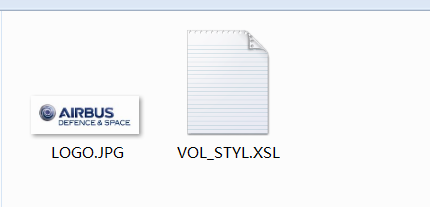 AIRBUS
DEFENCE & SPACE
LOGO.JPG
VOL_STYL.XSL